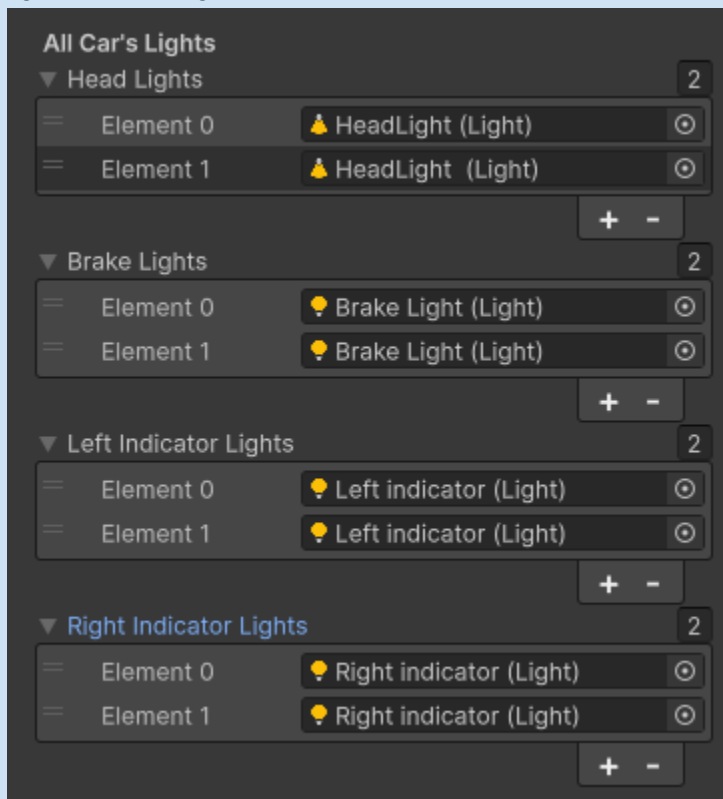 All Car's Lights
Head Lights 2
Element 0 HeadLight (Light)
Element 1 HeadLight  (Light)
+ -
Brake Lights 2
Element 0 Brake Light (Light)
Element 1 Brake Light (Light)
+ -
Left Indicator Lights 2
Element 0 Left indicator (Light)
Element 1 Left indicator (Light)
+ -
Right Indicator Lights 2
Element 0 Right indicator (Light)
Element 1 Right indicator (Light)
+ -